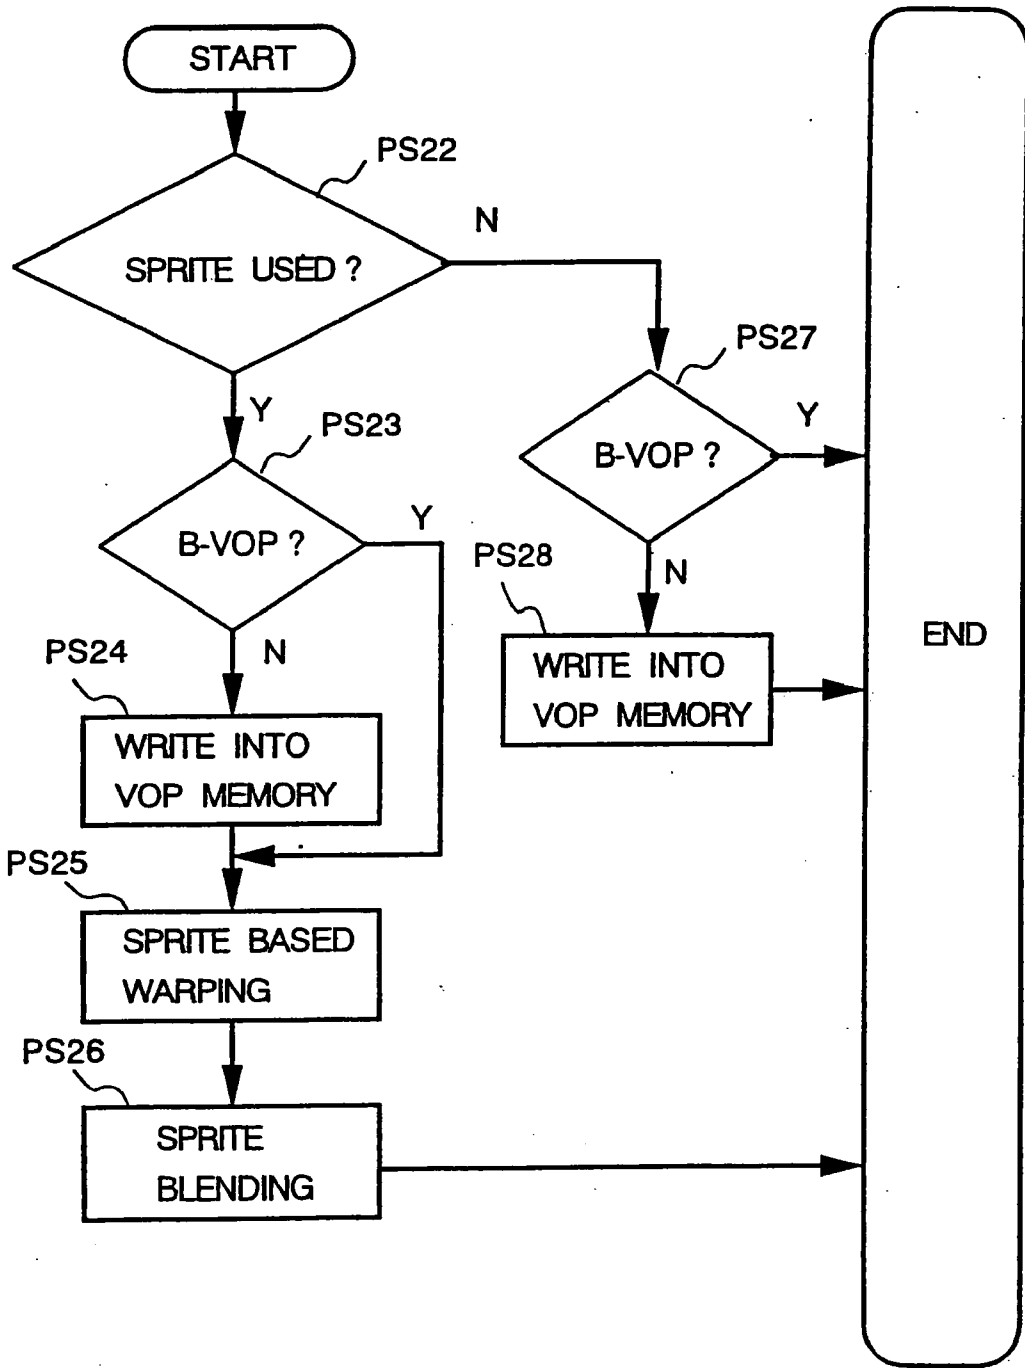 START
PS22
N
SPRITE USED ?
PS27
Y
PS23
Y
B-VOP ?
Y
B-VOP ?
PS28
N
END
PS24
N
WRITE INTO
VOP MEMORY
WRITE INTO
VOP MEMORY
PS25
SPRITE BASED
WARPING
PS26
SPRITE
BLENDING